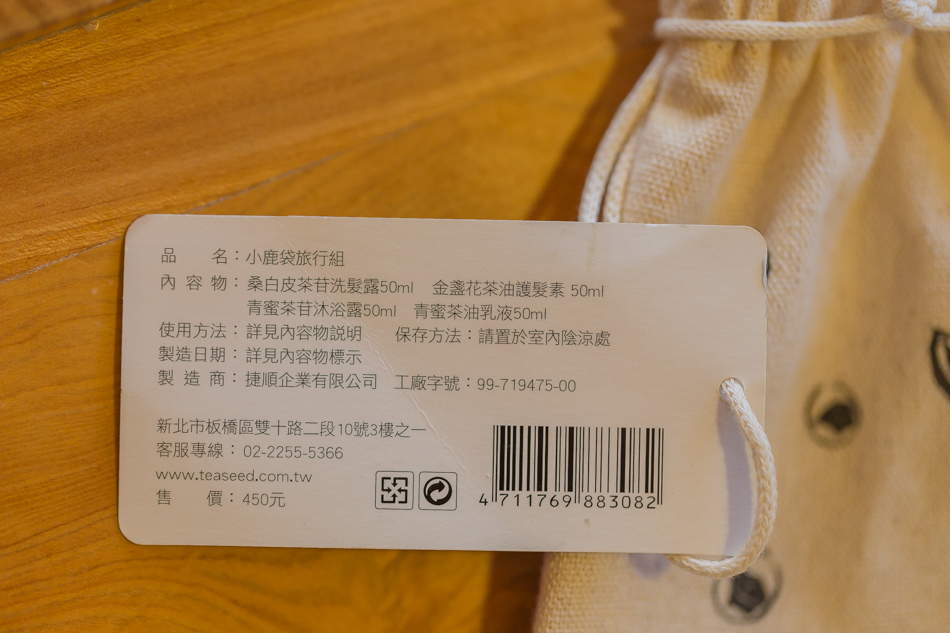 品　　名：小鹿袋旅行組
內 容 物：桑白皮茶苷洗髮露50ml　金盞花茶油護髮素 50ml
青蜜茶苷沐浴露50ml　青蜜茶油乳液50ml
使用方法：詳見內容物說明　保存方法：請置於室內陰涼處
製造日期：詳見內容物標示
製 造 商：捷順企業有限公司　工廠字號：99-719475-00
新北市板橋區雙十路二段10號3樓之一
客服專線：02-2255-5366
www.teaseed.com.tw
售　　價：450元
4 711769 883082